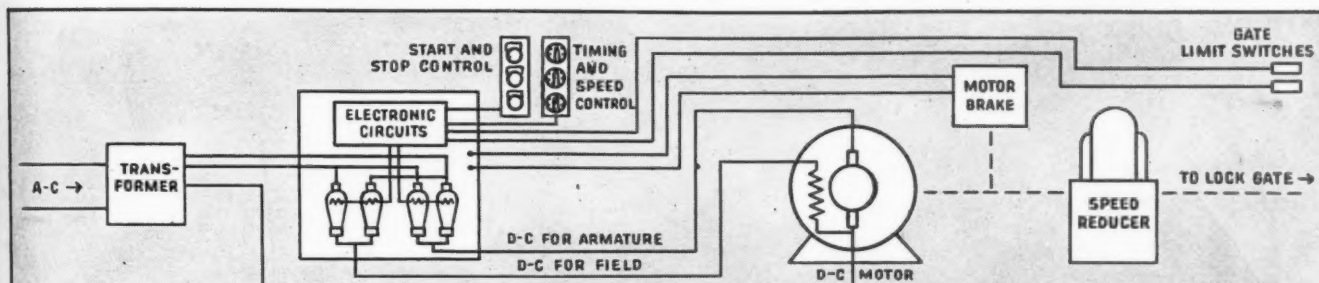 START AND
STOP CONTROL
TIMING
AND
SPEED
CONTROL
GATE
LIMIT SWITCHES
MOTOR
BRAKE
ELECTRONIC
CIRCUITS
A-C →
TRANS-
FORMER
TO LOCK GATE →
SPEED
REDUCER
D-C FOR ARMATURE
D-C FOR FIELD
D-C MOTOR